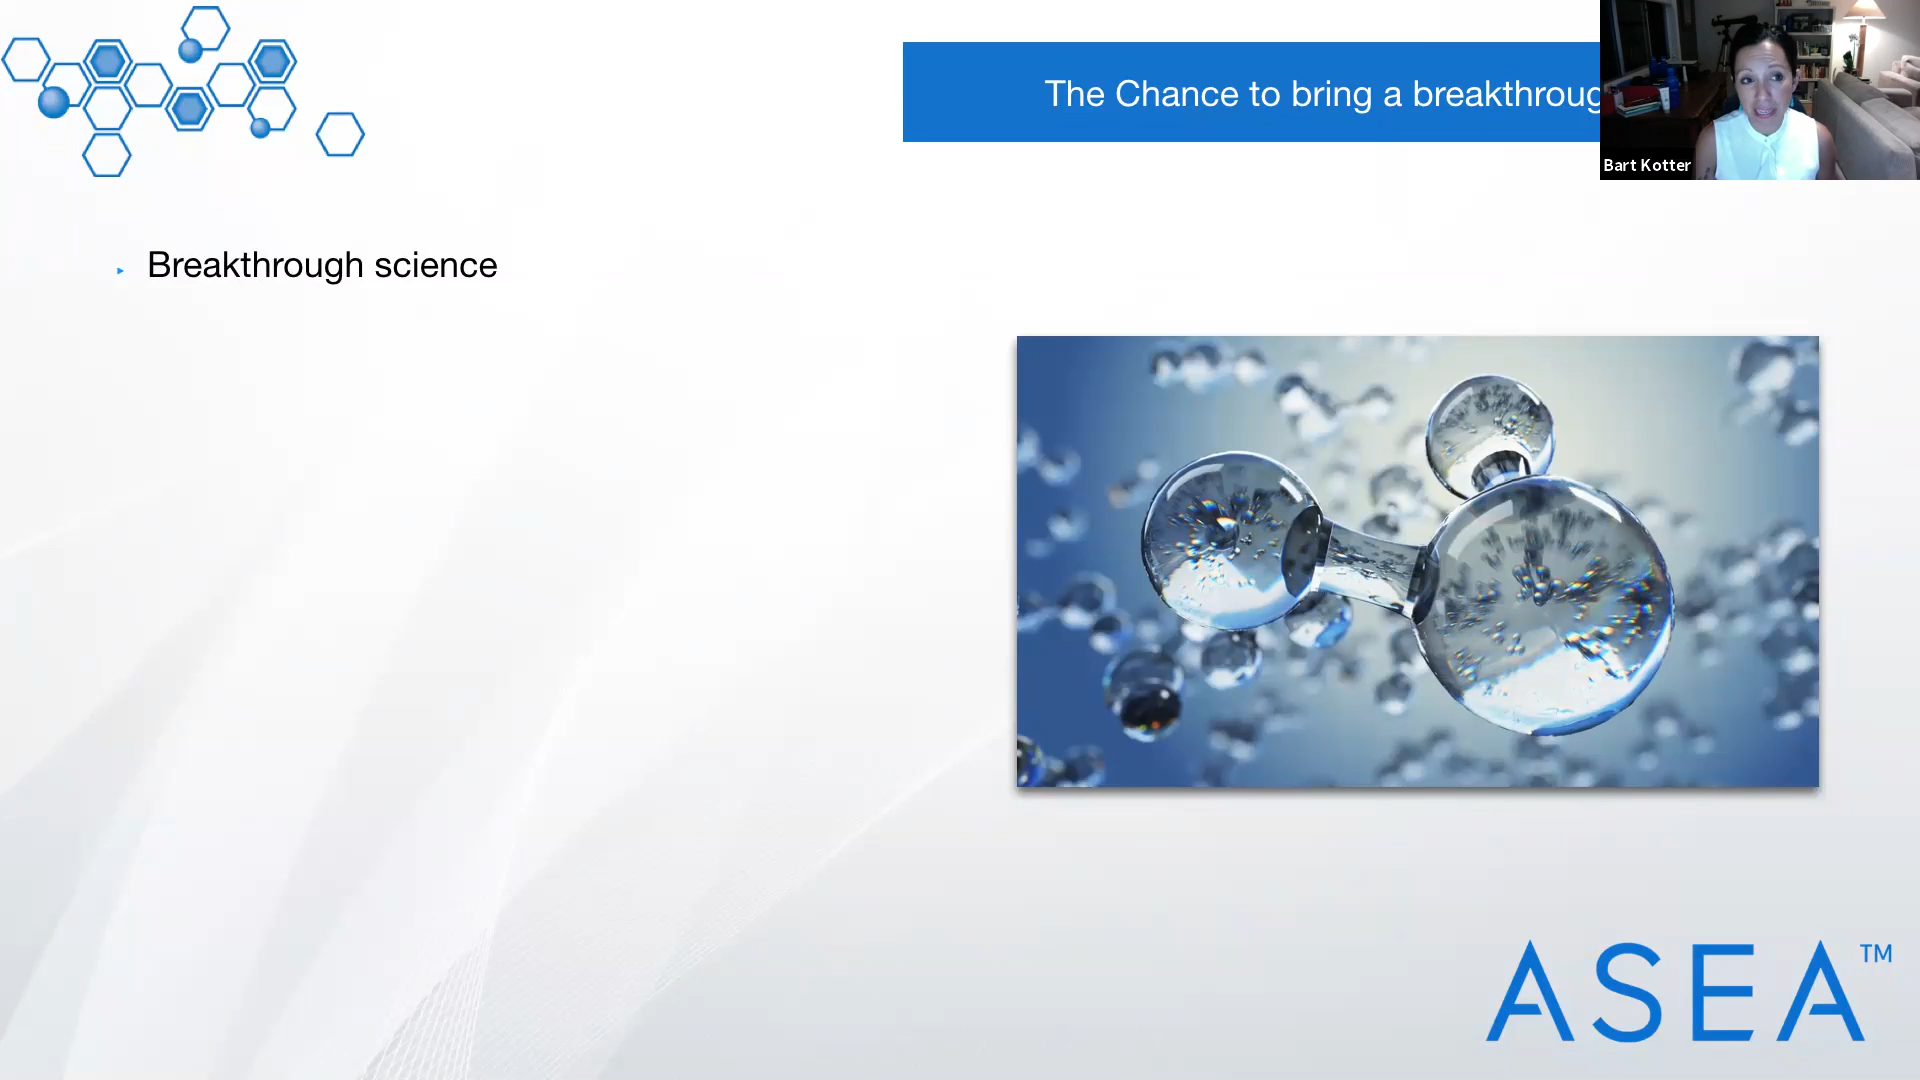 The Chance to bring a breakthroug
Bart Kotter
Breakthrough science
ASEA™